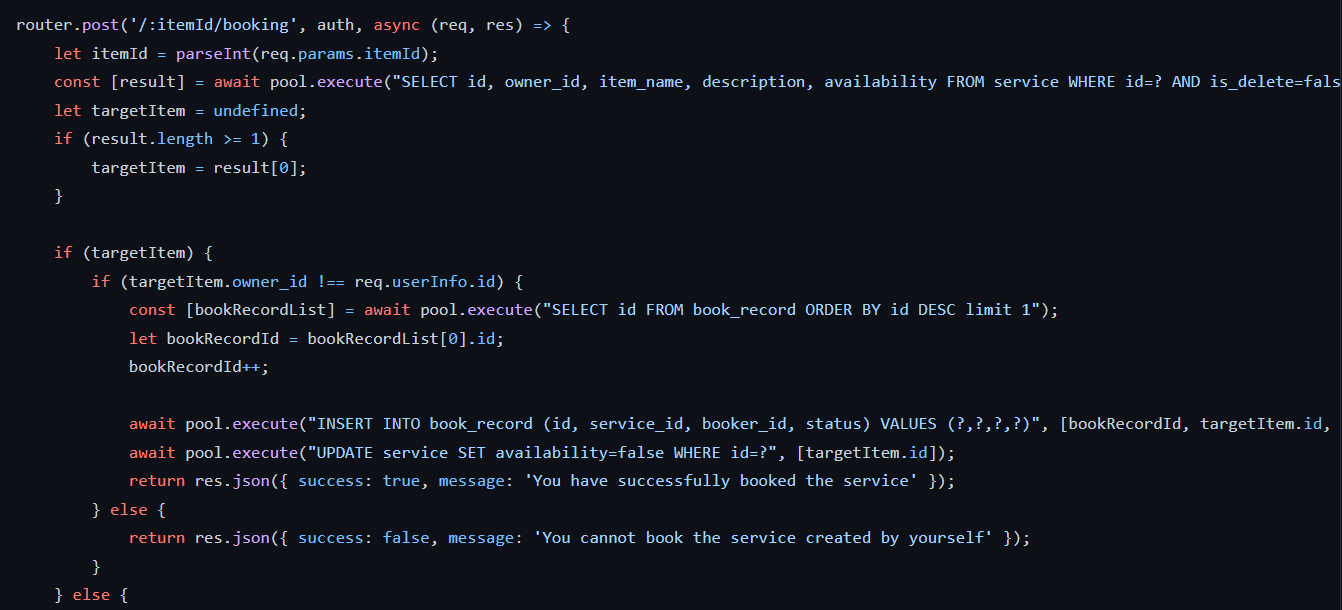 router.post('/:itemId/booking', auth, async (req, res) => {
    let itemId = parseInt(req.params.itemId);
    const [result] = await pool.execute("SELECT id, owner_id, item_name, description, availability FROM service WHERE id=? AND is_delete=fals
    let targetItem = undefined;
    if (result.length >= 1) {
        targetItem = result[0];
    }
    if (targetItem) {
        if (targetItem.owner_id !== req.userInfo.id) {
            const [bookRecordList] = await pool.execute("SELECT id FROM book_record ORDER BY id DESC limit 1");
            let bookRecordId = bookRecordList[0].id;
            bookRecordId++;
            await pool.execute("INSERT INTO book_record (id, service_id, booker_id, status) VALUES (?,?,?,?)", [bookRecordId, targetItem.id,
            await pool.execute("UPDATE service SET availability=false WHERE id=?", [targetItem.id]);
            return res.json({ success: true, message: 'You have successfully booked the service' });
        } else {
            return res.json({ success: false, message: 'You cannot book the service created by yourself' });
        }
    } else {